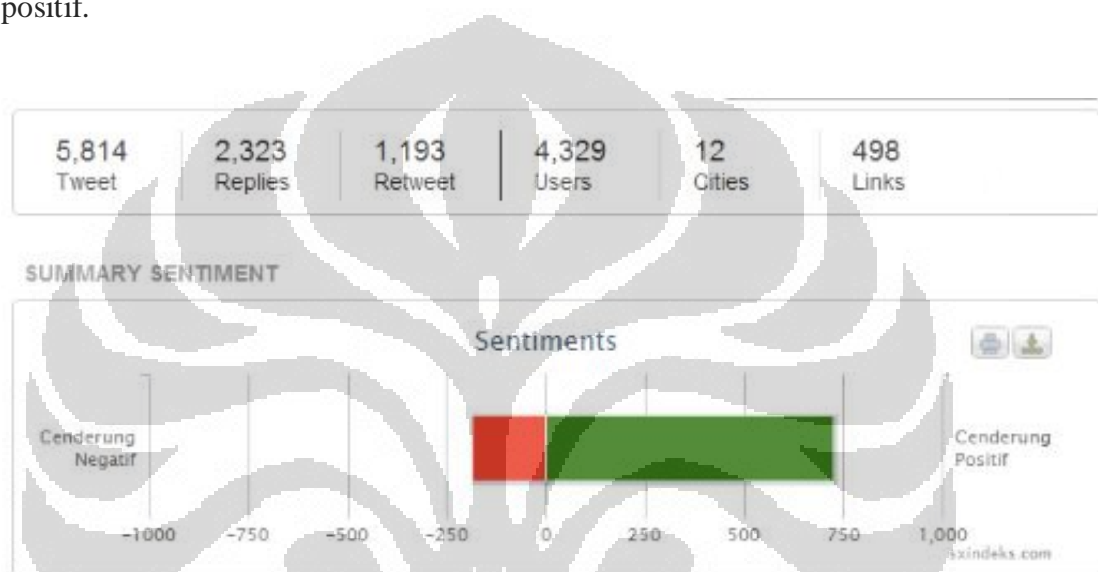 positif.
5,814 2,323 1,193 4,329 12 498
Tweet Replies Retweet Users Cities Links
SUMMARY SENTIMENT
Sentiments
Cenderung
Negatif
Cenderung
Positif
-1000 -750 -500 -250 0 250 500 750 1,000